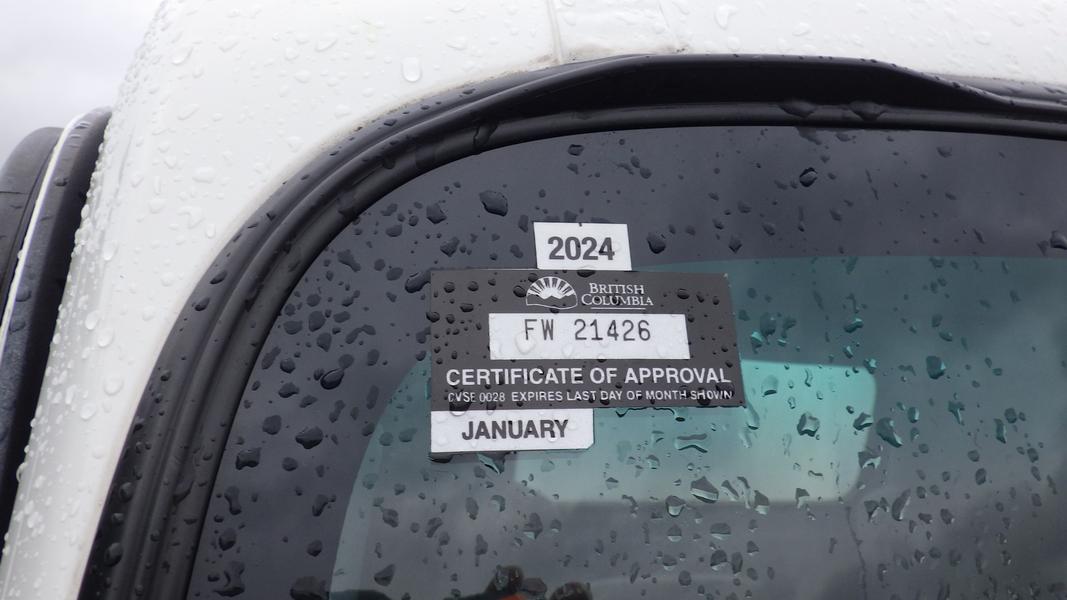 2024
BRITISH
COLUMBIA
FW 21426
CERTIFICATE OF APPROVAL
CVSE 0028 EXPIRES LAST DAY OF MONTH SHOWN
JANUARY